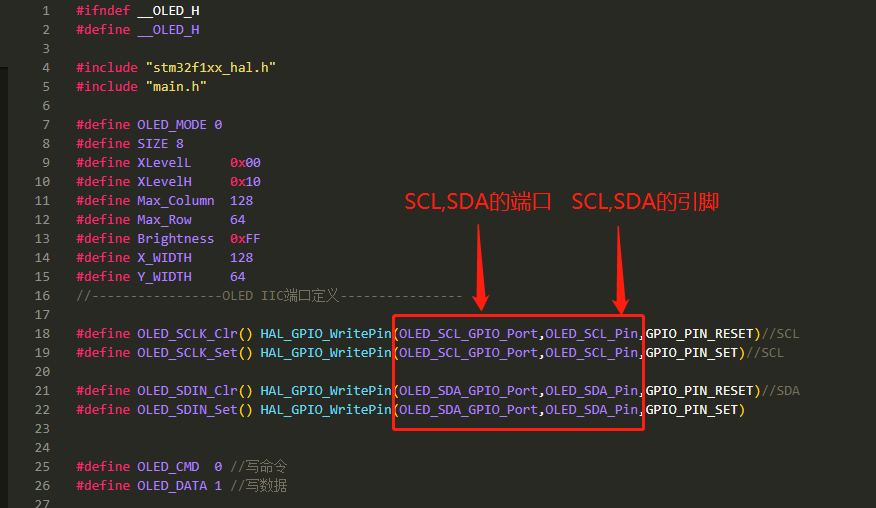 1 #ifndef __OLED_H
2 #define __OLED_H
3
4 #include "stm32f1xx_hal.h"
5 #include "main.h"
6
7 #define OLED_MODE 0
8 #define SIZE 8
9 #define XLevelL 0x00
10 #define XLevelH 0x10
11 #define Max_Column 128
SCL,SDA的端口 SCL,SDA的引脚
12 #define Max_Row 64
13 #define Brightness 0xFF
14 #define X_WIDTH 128
15 #define Y_WIDTH 64
16 //-----------------OLED IIC端口定义----------------
17
18 #define OLED_SCLK_Clr() HAL_GPIO_WritePin(OLED_SCL_GPIO_Port,OLED_SCL_Pin,GPIO_PIN_RESET)//SCL
19 #define OLED_SCLK_Set() HAL_GPIO_WritePin(OLED_SCL_GPIO_Port,OLED_SCL_Pin,GPIO_PIN_SET)//SCL
20
21 #define OLED_SDIN_Clr() HAL_GPIO_WritePin(OLED_SDA_GPIO_Port,OLED_SDA_Pin,GPIO_PIN_RESET)//SDA
22 #define OLED_SDIN_Set() HAL_GPIO_WritePin(OLED_SDA_GPIO_Port,OLED_SDA_Pin,GPIO_PIN_SET)
23
24
25 #define OLED_CMD 0 //写命令
26 #define OLED_DATA 1 //写数据
27